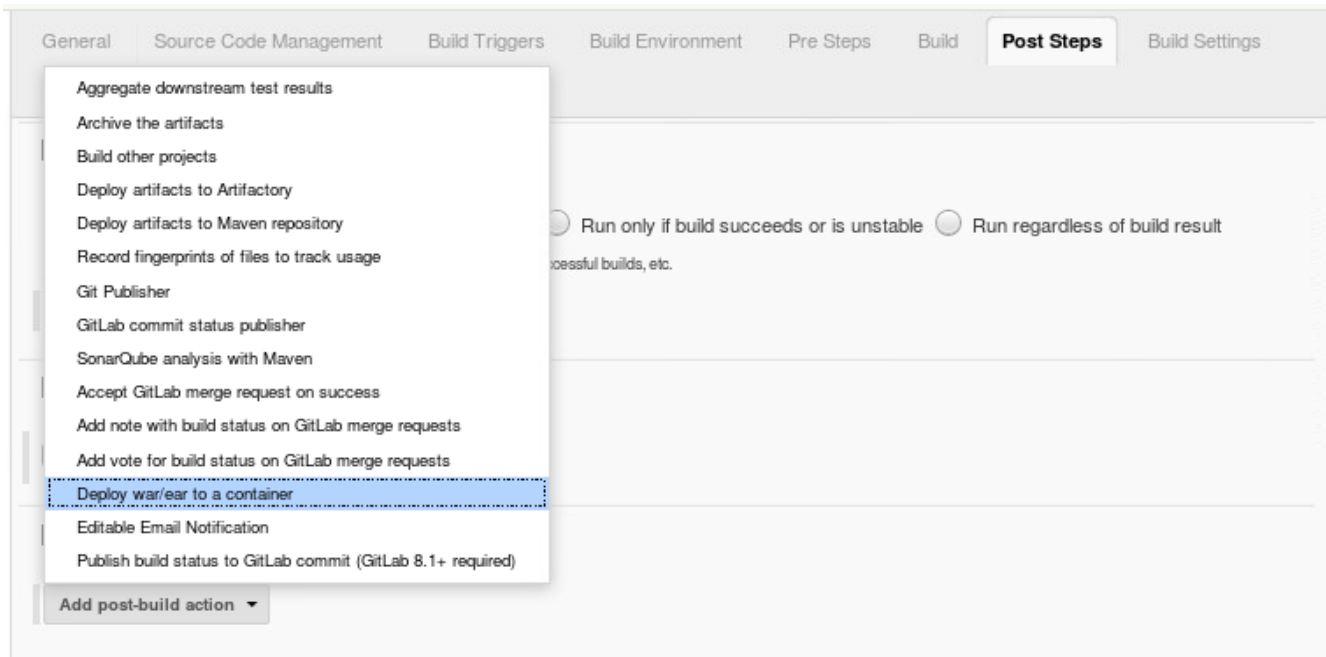 General Source Code Management Build Triggers Build Environment Pre Steps Build Post Steps Build Settings
Aggregate downstream test results
Archive the artifacts
Build other projects
Deploy artifacts to Artifactory
Deploy artifacts to Maven repository
Run only if build succeeds or is unstable Run regardless of build result
Record fingerprints of files to track usage
builds, etc.
Git Publisher
GitLab commit status publisher
SonarQube analysis with Maven
Accept GitLab merge request on success
Add note with build status on GitLab merge requests
Add vote for build status on GitLab merge requests
Deploy war/ear to a container
Editable Email Notification
Publish build status to GitLab commit (GitLab 8.1+ required)
Add post-build action